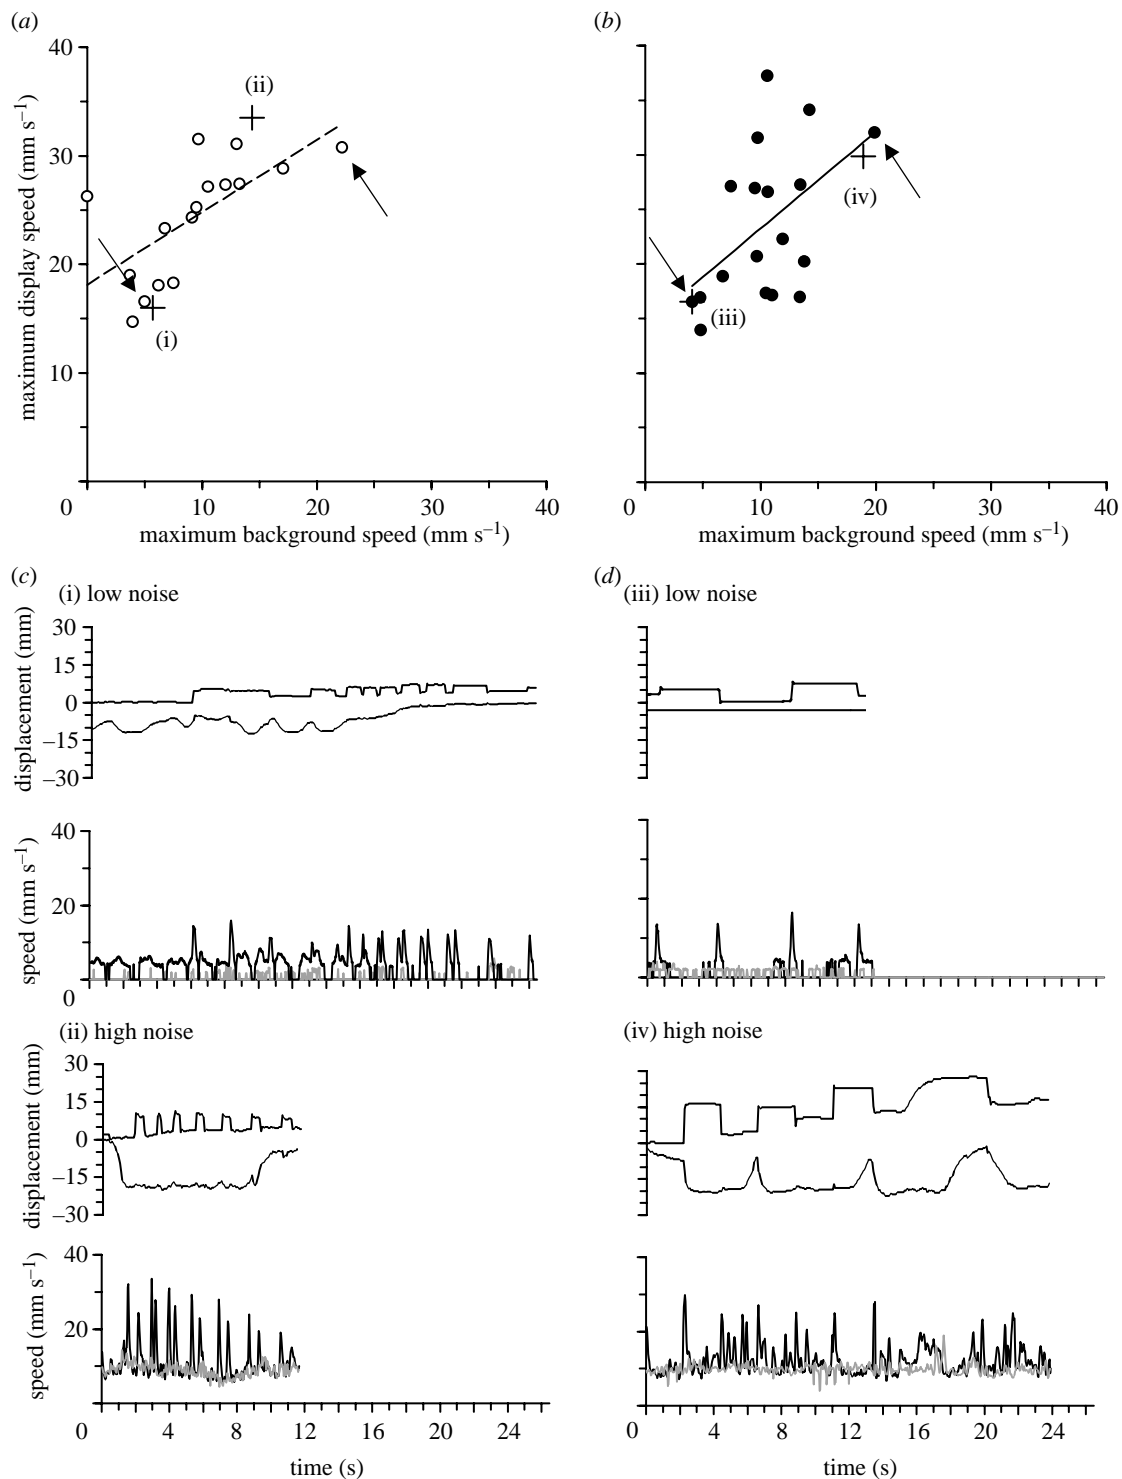 (a)
(b)
40
30
20
10
0
maximum display speed (mm s⁻¹)
(ii)
(i)
10 20 30 40
maximum background speed (mm s⁻¹)
(iv)
(iii)
0 10 20 30 40
maximum background speed (mm s⁻¹)
(c)
(i) low noise
(d)
(iii) low noise
displacement (mm)
30
15
0
–15
–30
speed (mm s⁻¹)
40
20
0
(ii) high noise
(iv) high noise
displacement (mm)
30
15
0
–15
–30
speed (mm s⁻¹)
40
20
0 4 8 12 16 20 24
time (s)
0 4 8 12 16 20 24
time (s)